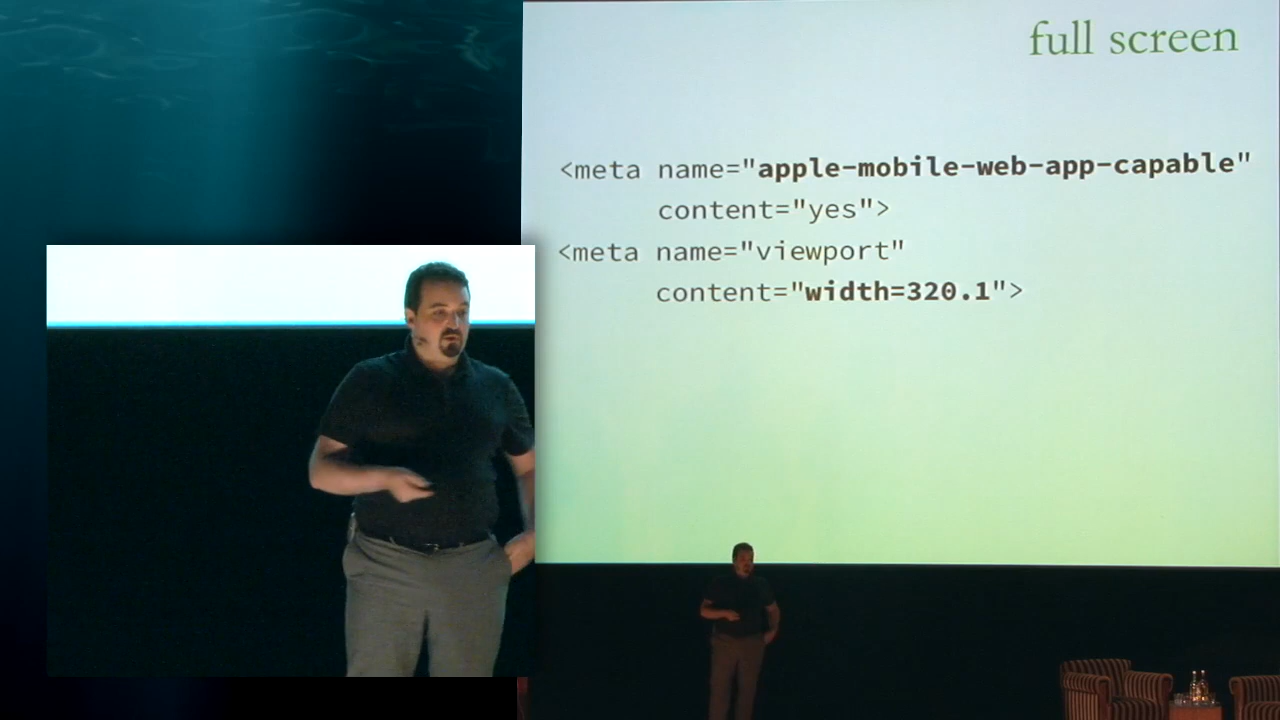 full screen
<meta name="apple-mobile-web-app-capable"
content="yes">
<meta name="viewport"
content="width=320.1">